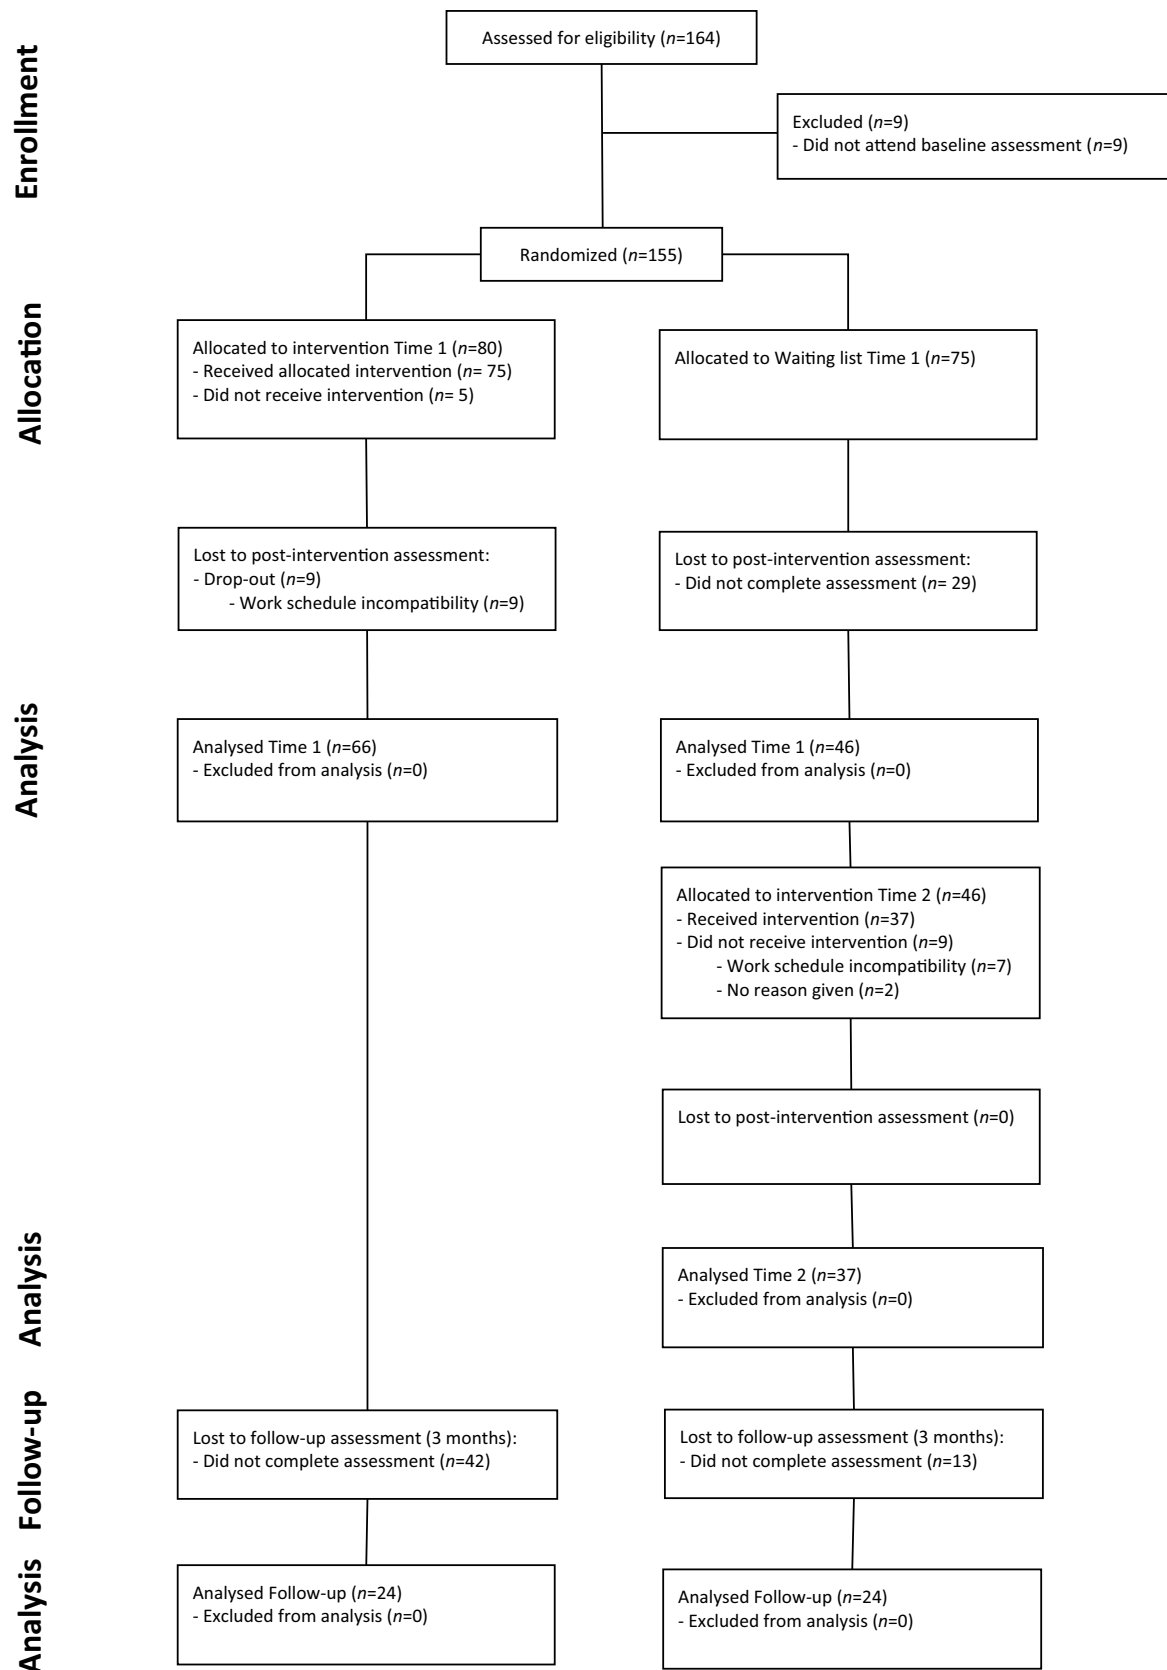 Enrollment
Assessed for eligibility (n=164)
Excluded (n=9)
- Did not attend baseline assessment (n=9)
Randomized (n=155)
Allocation
Allocated to intervention Time 1 (n=80)
- Received allocated intervention (n= 75)
- Did not receive intervention (n= 5)
Allocated to Waiting list Time 1 (n=75)
Lost to post-intervention assessment:
- Drop-out (n=9)
- Work schedule incompatibility (n=9)
Lost to post-intervention assessment:
- Did not complete assessment (n= 29)
Analysis
Analysed Time 1 (n=66)
- Excluded from analysis (n=0)
Analysed Time 1 (n=46)
- Excluded from analysis (n=0)
Allocated to intervention Time 2 (n=46)
- Received intervention (n=37)
- Did not receive intervention (n=9)
- Work schedule incompatibility (n=7)
- No reason given (n=2)
Lost to post-intervention assessment (n=0)
Analysis
Analysed Time 2 (n=37)
- Excluded from analysis (n=0)
Follow-up
Lost to follow-up assessment (3 months):
- Did not complete assessment (n=42)
Lost to follow-up assessment (3 months):
- Did not complete assessment (n=13)
Analysis
Analysed Follow-up (n=24)
- Excluded from analysis (n=0)
Analysed Follow-up (n=24)
- Excluded from analysis (n=0)